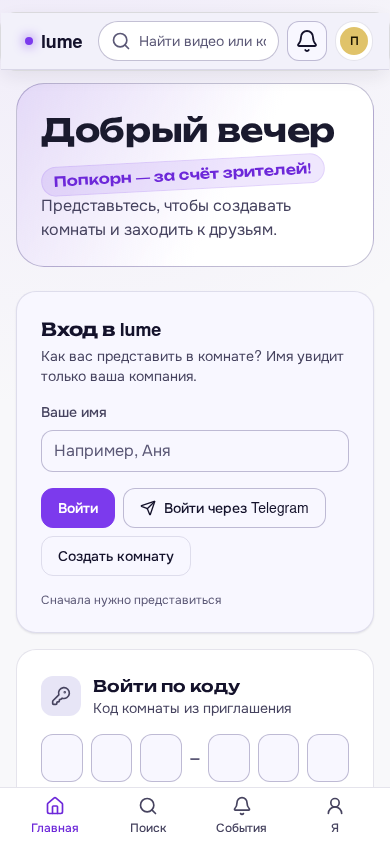 lume
Найти видео или к
П
Добрый вечер
Попкорн — за счёт зрителей!
Представьтесь, чтобы создавать
комнаты и заходить к друзьям.
Вход в lume
Как вас представить в комнате? Имя увидит
только ваша компания.
Ваше имя
Например, Аня
Войти
Войти через Telegram
Создать комнату
Сначала нужно представиться
Войти по коду
Код комнаты из приглашения
–
Главная
Поиск
События
Я